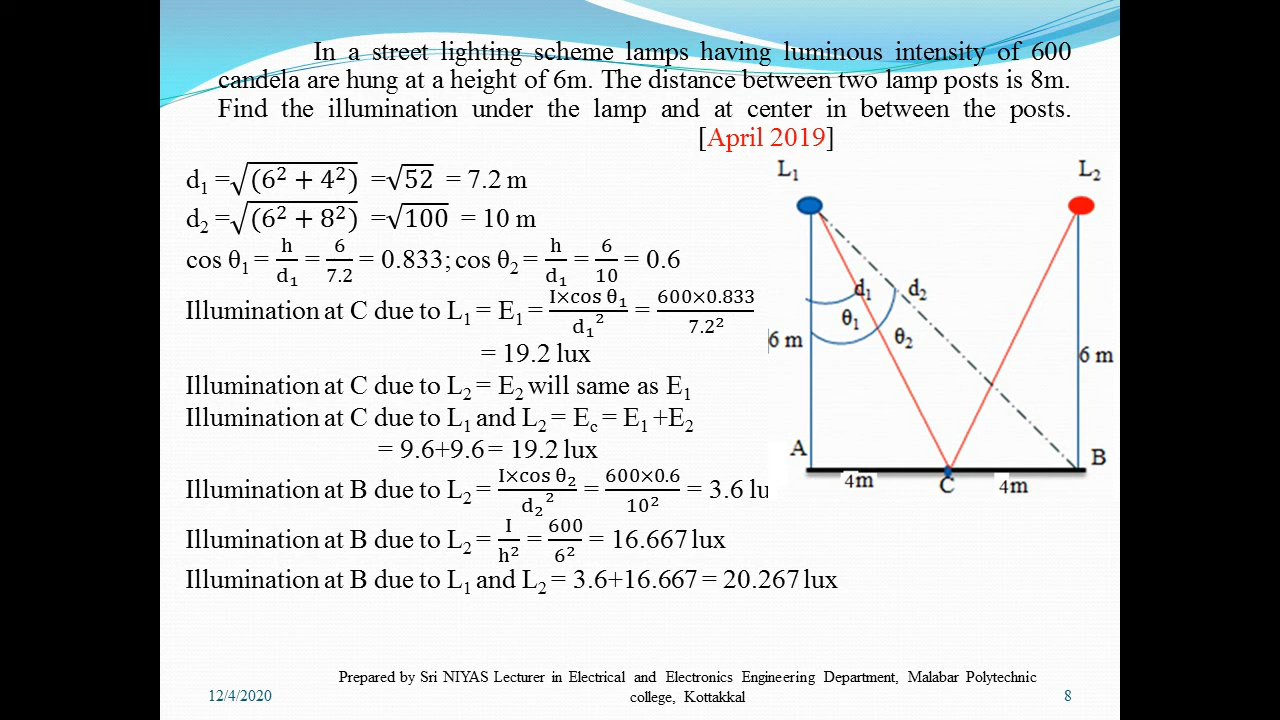 In a street lighting scheme lamps having luminous intensity of 600
candela are hung at a height of 6m. The distance between two lamp posts is 8m.
Find the illumination under the lamp and at center in between the posts.
[April 2019]
d₁ =√(6² + 4²) =√52 = 7.2 m
d₂ =√(6² + 8²) =√100 = 10 m
cos θ₁ = h/d₁ = 6/7.2 = 0.833; cos θ₂ = h/d₁ = 6/10 = 0.6
Illumination at C due to L₁ = E₁ = I×cos θ₁/d₁² = 600×0.833/7.2²
= 19.2 lux
Illumination at C due to L₂ = E₂ will same as E₁
Illumination at C due to L₁ and L₂ = E꜀ = E₁ +E₂
= 9.6+9.6 = 19.2 lux
Illumination at B due to L₂ = I×cos θ₂/d₂² = 600×0.6/10² = 3.6 lu
Illumination at B due to L₂ = I/h² = 600/6² = 16.667 lux
Illumination at B due to L₁ and L₂ = 3.6+16.667 = 20.267 lux
L₁
L₂
d₁
d₂
θ₁
θ₂
6 m
6 m
A
B
4m
C
4m
Prepared by Sri NIYAS Lecturer in Electrical and Electronics Engineering Department, Malabar Polytechnic
college, Kottakkal
12/4/2020
8